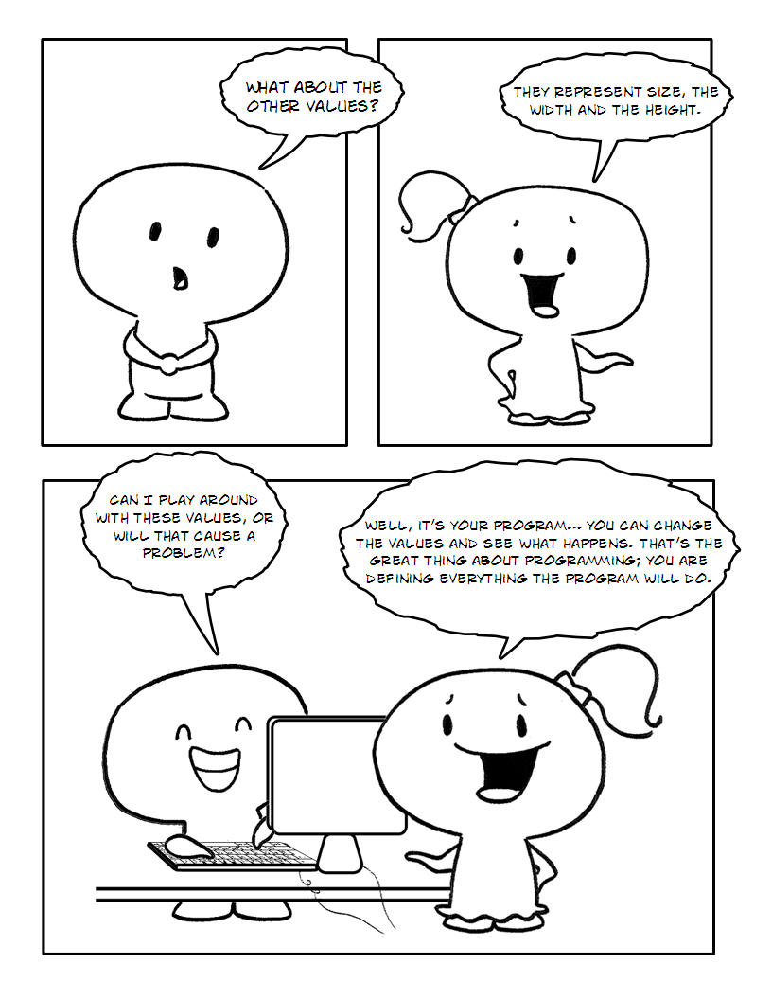 WHAT ABOUT THE
OTHER VALUES?
THEY REPRESENT SIZE, THE
WIDTH AND THE HEIGHT.
CAN I PLAY AROUND
WITH THESE VALUES, OR
WILL THAT CAUSE A
PROBLEM?
WELL, IT'S YOUR PROGRAM... YOU CAN CHANGE
THE VALUES AND SEE WHAT HAPPENS. THAT'S THE
GREAT THING ABOUT PROGRAMMING; YOU ARE
DEFINING EVERYTHING THE PROGRAM WILL DO.